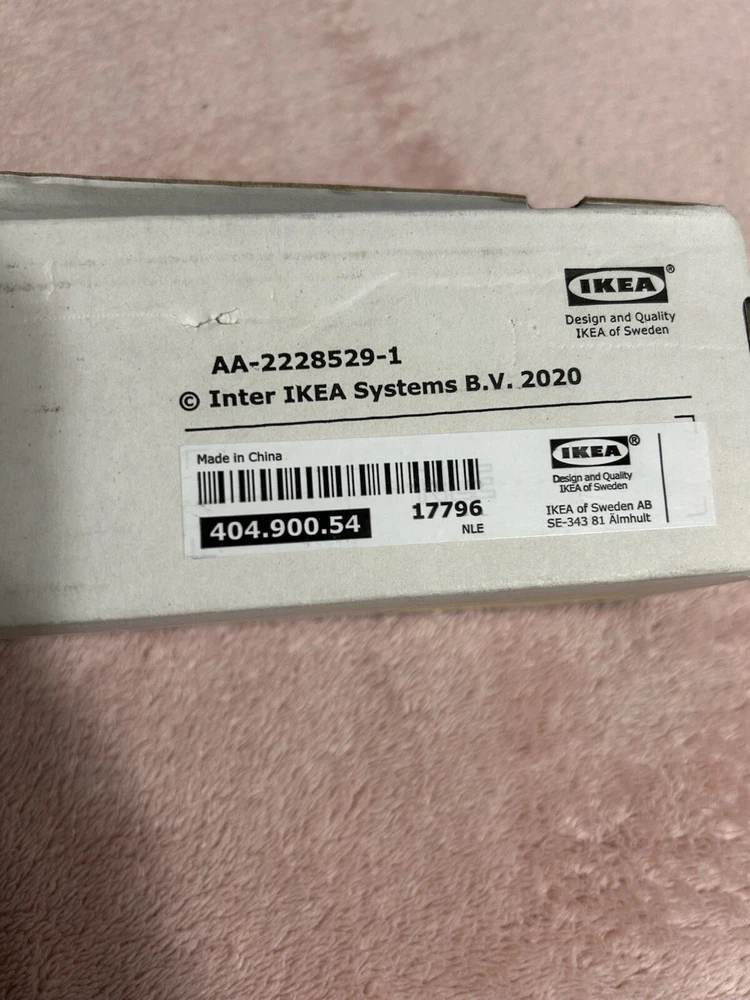 IKEA®
Design and Quality
IKEA of Sweden
AA-2228529-1
© Inter IKEA Systems B.V. 2020
Made in China
404.900.54
17796
NLE
IKEA®
Design and Quality
IKEA of Sweden
IKEA of Sweden AB
SE-343 81 Älmhult